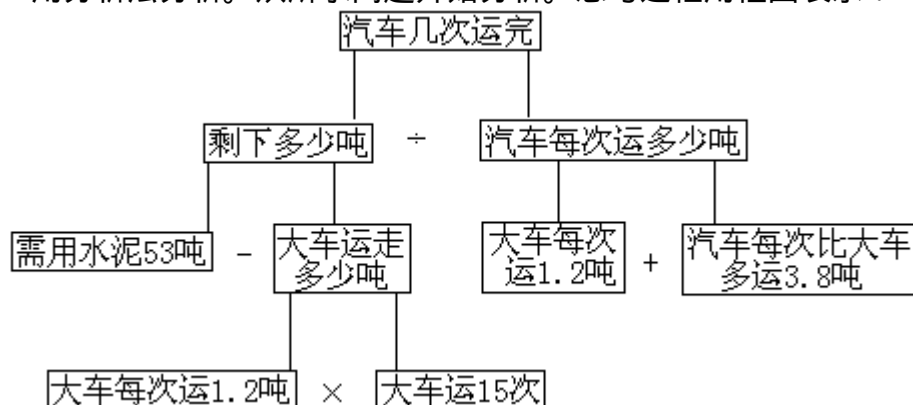 汽车几次运完
剩下多少吨 ÷ 汽车每次运多少吨
需用水泥53吨 - 大车运走
多少吨
大车每次
运1.2吨 + 汽车每次比大车
多运3.8吨
大车每次运1.2吨 × 大车运15次